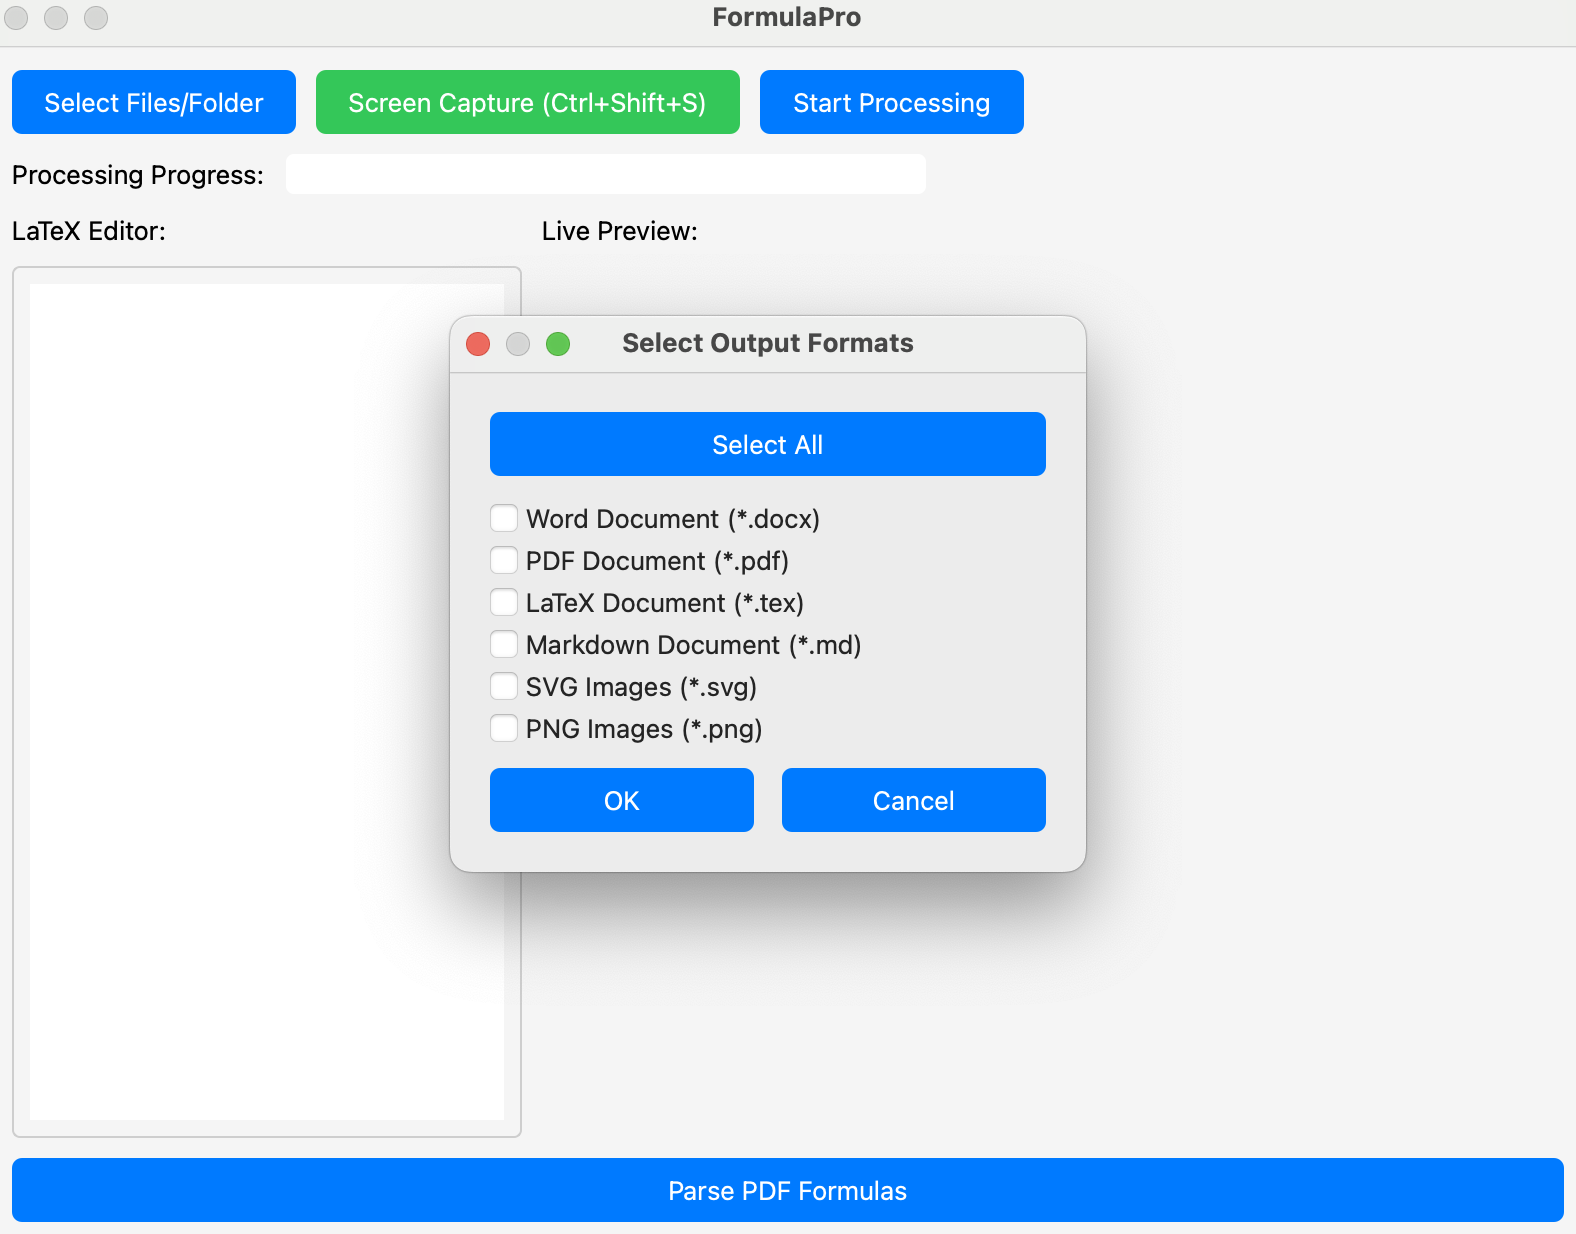 FormulaPro
Select Files/Folder
Screen Capture (Ctrl+Shift+S)
Start Processing
Processing Progress:
LaTeX Editor:
Live Preview:
Select Output Formats
Select All
Word Document (*.docx)
PDF Document (*.pdf)
LaTeX Document (*.tex)
Markdown Document (*.md)
SVG Images (*.svg)
PNG Images (*.png)
OK
Cancel
Parse PDF Formulas